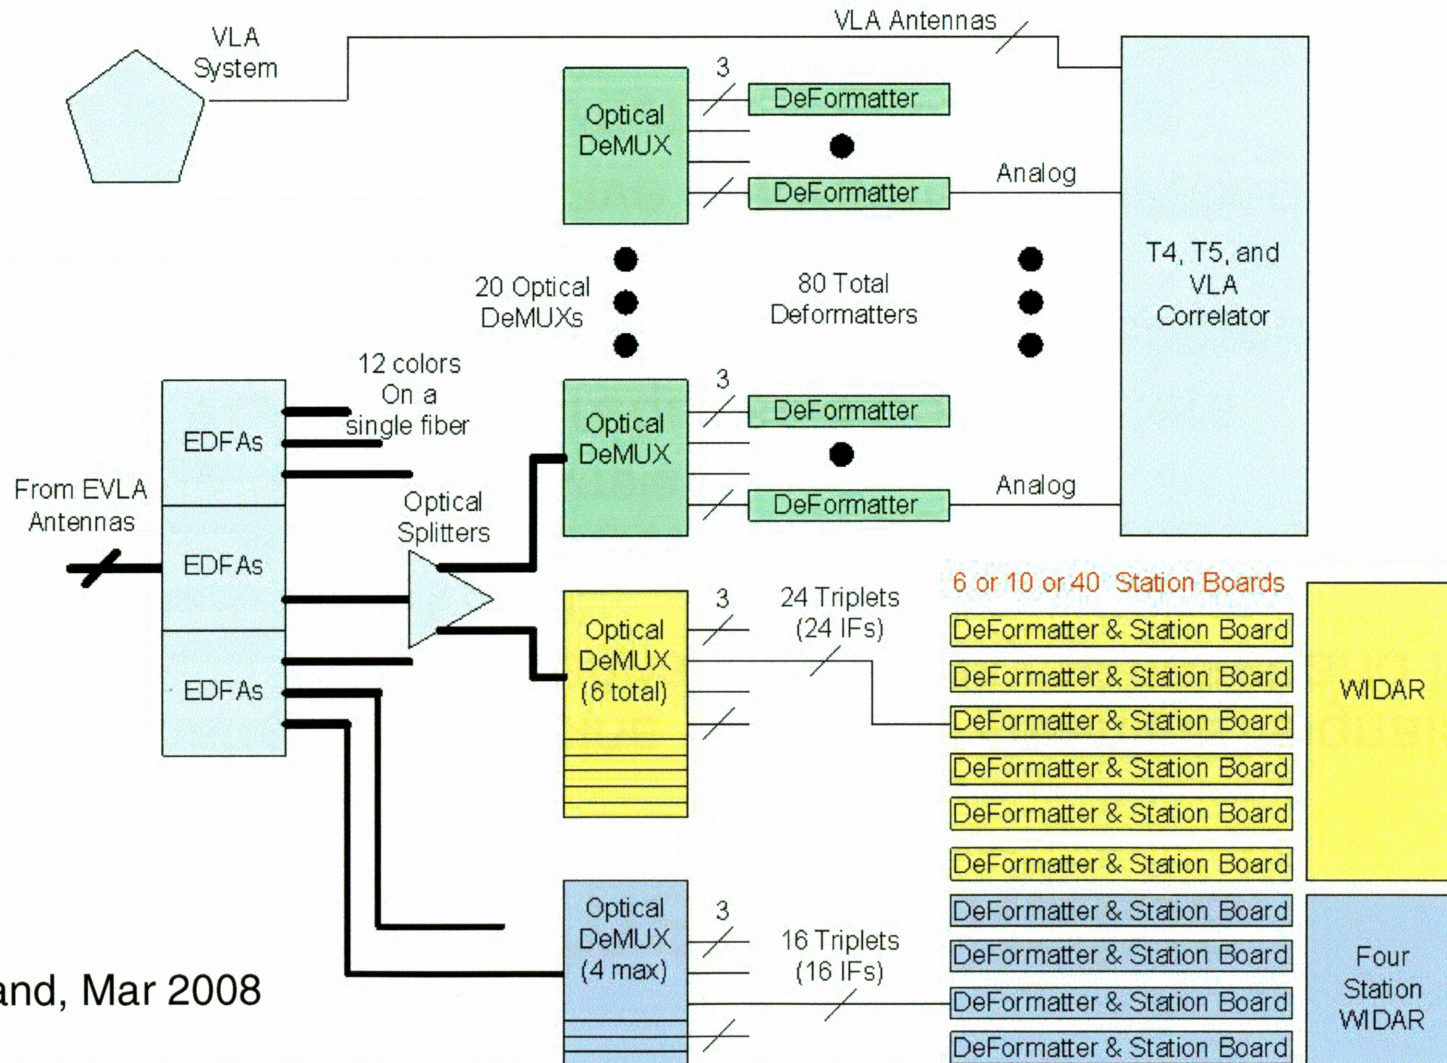 VLA Antennas
VLA
System
3
Optical
DeMUX
DeFormatter
DeFormatter
Analog
T4, T5, and
VLA
Correlator
20 Optical
DeMUXs
80 Total
Deformatters
12 colors
On a
single fiber
3
Optical
DeMUX
DeFormatter
DeFormatter
Analog
EDFAs
From EVLA
Antennas
EDFAs
EDFAs
Optical
Splitters
Optical
DeMUX
(6 total)
3
24 Triplets
(24 IFs)
6 or 10 or 40 Station Boards
DeFormatter & Station Board
DeFormatter & Station Board
DeFormatter & Station Board
DeFormatter & Station Board
DeFormatter & Station Board
DeFormatter & Station Board
WIDAR
Optical
DeMUX
(4 max)
3
16 Triplets
(16 IFs)
DeFormatter & Station Board
DeFormatter & Station Board
DeFormatter & Station Board
DeFormatter & Station Board
Four
Station
WIDAR
and, Mar 2008